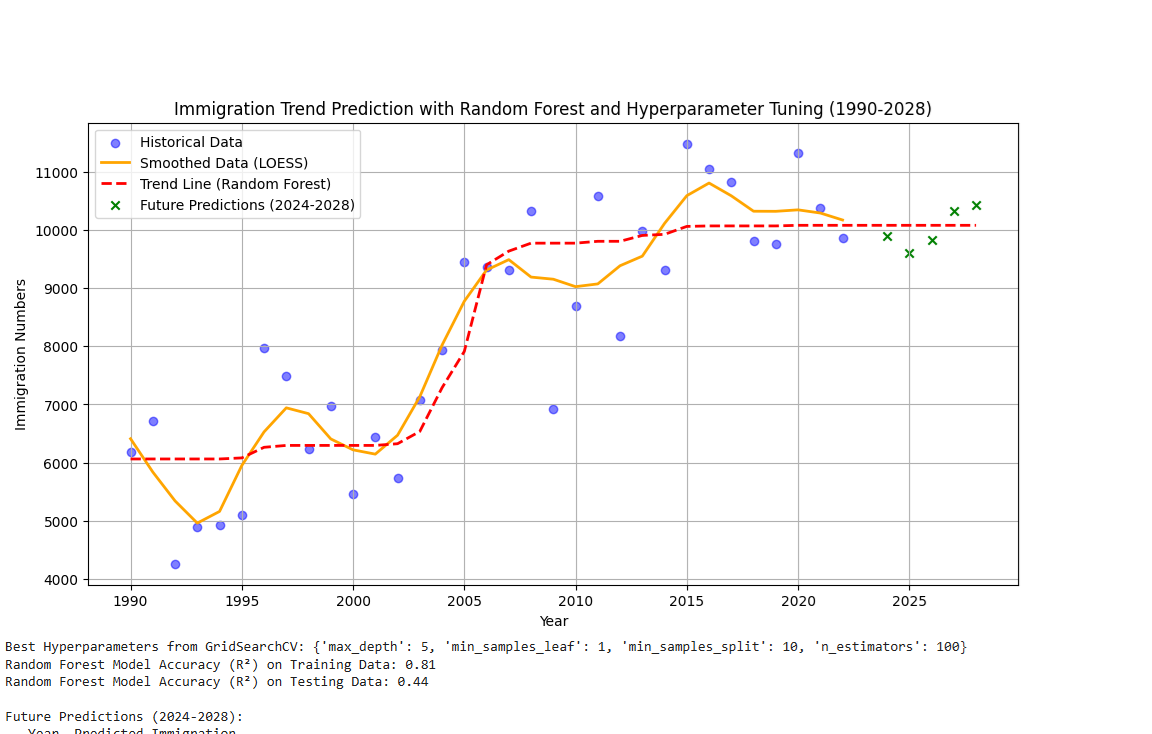 Immigration Trend Prediction with Random Forest and Hyperparameter Tuning (1990-2028)
Historical Data
Smoothed Data (LOESS)
Trend Line (Random Forest)
Future Predictions (2024-2028)
Immigration Numbers
11000
10000
9000
8000
7000
6000
5000
4000
1990 1995 2000 2005 2010 2015 2020 2025
Year
Best Hyperparameters from GridSearchCV: {'max_depth': 5, 'min_samples_leaf': 1, 'min_samples_split': 10, 'n_estimators': 100}
Random Forest Model Accuracy (R²) on Training Data: 0.81
Random Forest Model Accuracy (R²) on Testing Data: 0.44
Future Predictions (2024-2028):
Year Predicted Immigration